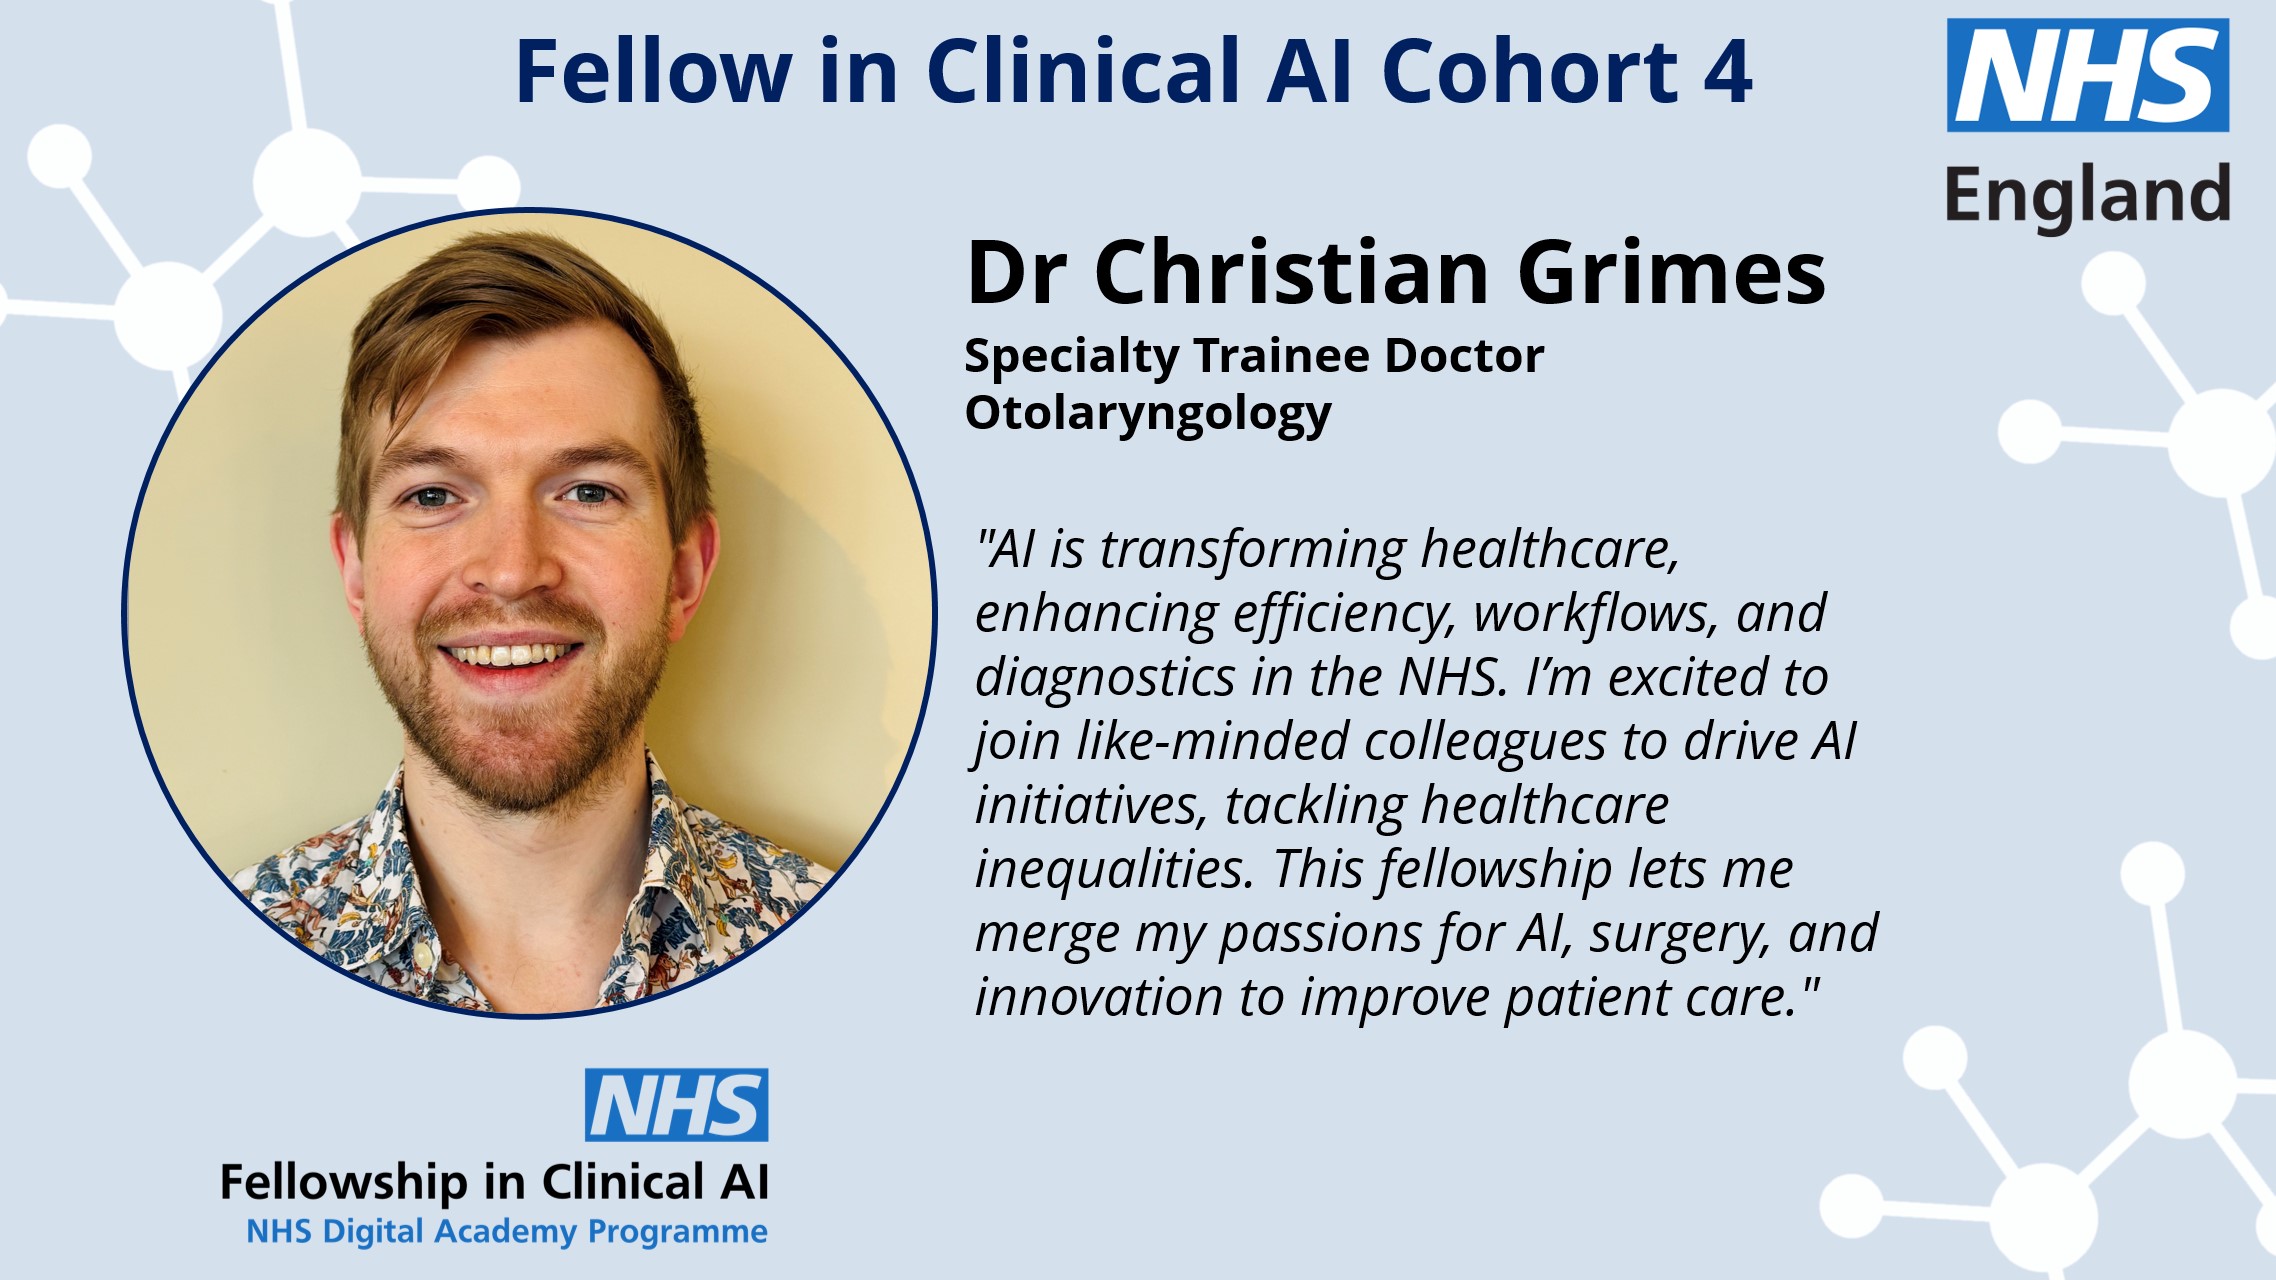 Fellow in Clinical AI Cohort 4
NHS
England
Dr Christian Grimes
Specialty Trainee Doctor
Otolaryngology
"AI is transforming healthcare,
enhancing efficiency, workflows, and
diagnostics in the NHS. I’m excited to
join like-minded colleagues to drive AI
initiatives, tackling healthcare
inequalities. This fellowship lets me
merge my passions for AI, surgery, and
innovation to improve patient care."
NHS
Fellowship in Clinical AI
NHS Digital Academy Programme